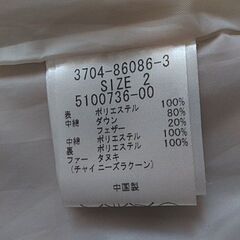 3704-86086-3
SIZE 2
5100736-00
表 ポリエステル 100%
中綿 ダウン 80%
フェザー 20%
中綿 ポリエステル 100%
裏 ポリエステル 100%
ファー タヌキ
(チャイニーズラクーン)
中国製